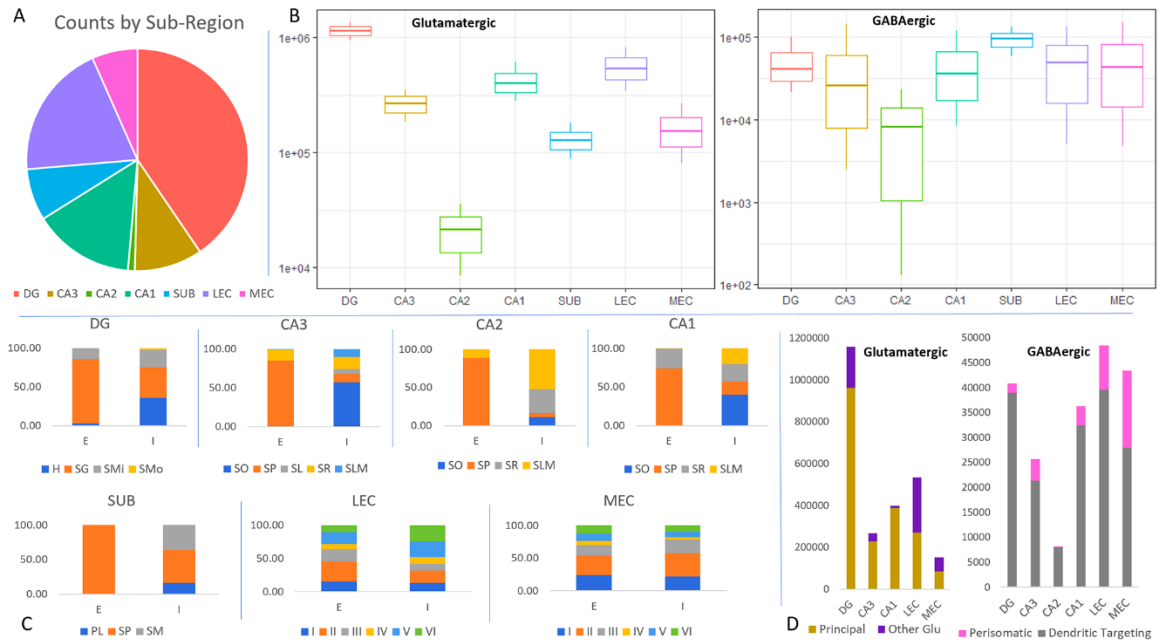 A
Counts by Sub-Region
DG CA3 CA2 CA1 SUB LEC MEC
B
Glutamatergic
1e+06
1e+05
1e+04
DG CA3 CA2 CA1 SUB LEC MEC
GABAergic
1e+05
1e+04
1e+03
1e+02
DG CA3 CA2 CA1 SUB LEC MEC
DG
100.00
50.00
0.00
E I
H SG SMi SMo
CA3
100.00
50.00
0.00
E I
SO SP SL SR SLM
CA2
100.00
50.00
0.00
E I
SO SP SR SLM
CA1
100.00
50.00
0.00
E I
SO SP SR SLM
SUB
100.00
50.00
0.00
E I
PL SP SM
LEC
100.00
50.00
0.00
E I
I II III IV V VI
MEC
100.00
50.00
0.00
E I
I II III IV V VI
C
Glutamatergic
1200000
1000000
800000
600000
400000
200000
0
DG CA3 CA1 LEC MEC
Principal Other Glu
GABAergic
50000
45000
40000
35000
30000
25000
20000
15000
10000
5000
0
DG CA3 CA2 CA1 LEC MEC
Perisomatic Dendritic Targeting
D